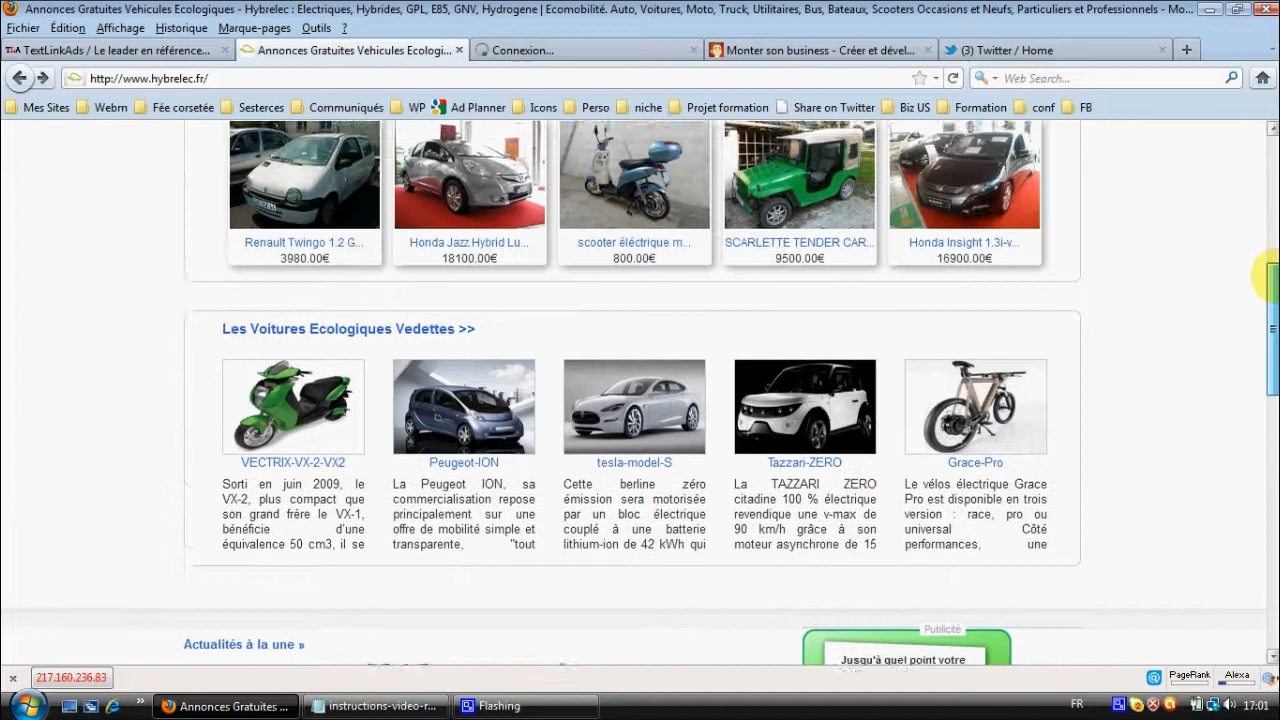 Annonces Gratuites Vehicules Ecologiques - Hybrelec : Electriques, Hybrides, GPL, E85, GNV, Hydrogene | Ecomobilité. Auto, Voitures, Moto, Truck, Utilitaires, Bus, Bateaux, Scooters Occasions et Neufs, Particuliers et Professionnels - Mo...
Fichier Édition Affichage Historique Marque-pages Outils ?
TextLinkAds / Le leader en référence... Annonces Gratuites Vehicules Ecologi... Connexion... Monter son business - Créer et dével... (3) Twitter / Home
http://www.hybrelec.fr/ Web Search...
Mes Sites Webm Fée corsetée Sesterces Communiqués WP Ad Planner Icons Perso niche Projet formation Share on Twitter Biz US Formation conf FB
Renault Twingo 1.2 G... Honda Jazz Hybrid Lu... scooter éléctrique m... SCARLETTE TENDER CAR... Honda Insight 1.3i-v...
3980.00€ 18100.00€ 800.00€ 9500.00€ 16900.00€
Les Voitures Ecologiques Vedettes >>
VECTRIX-VX-2-VX2
Sorti en juin 2009, le
VX-2, plus compact que
son grand frère le VX-1,
bénéficie d'une
équivalence 50 cm3, il se
Peugeot-ION
La Peugeot ION, sa
commercialisation repose
principalement sur une
offre de mobilité simple et
transparente, "tout
tesla-model-S
Cette berline zéro
émission sera motorisée
par un bloc électrique
couplé à une batterie
lithium-ion de 42 kWh qui
Tazzari-ZERO
La TAZZARI ZERO
citadine 100 % électrique
revendique une v-max de
90 km/h grâce à son
moteur asynchrone de 15
Grace-Pro
Le vélos électrique Grace
Pro est disponible en trois
version : race, pro ou
universal Côté
performances, une
Actualités à la une »
Publicité
Jusqu'à quel point votre
217.160.236.83 PageRank Alexa
Annonces Gratuites ... instructions-video-r... Flashing FR 17:01